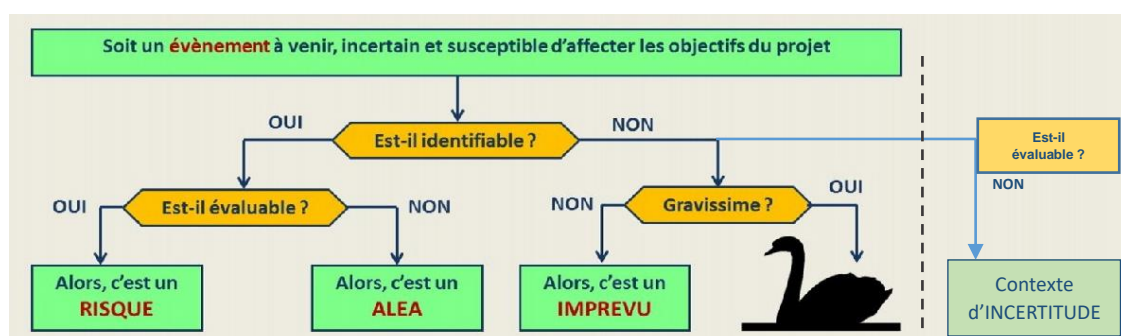 Soit un évènement à venir, incertain et susceptible d'affecter les objectifs du projet
OUI
Est-il identifiable ?
NON
Est-il
évaluable ?
NON
OUI
Est-il évaluable ?
NON
NON
Gravissime ?
OUI
Alors, c'est un
RISQUE
Alors, c'est un
ALEA
Alors, c'est un
IMPREVU
Contexte
d'INCERTITUDE